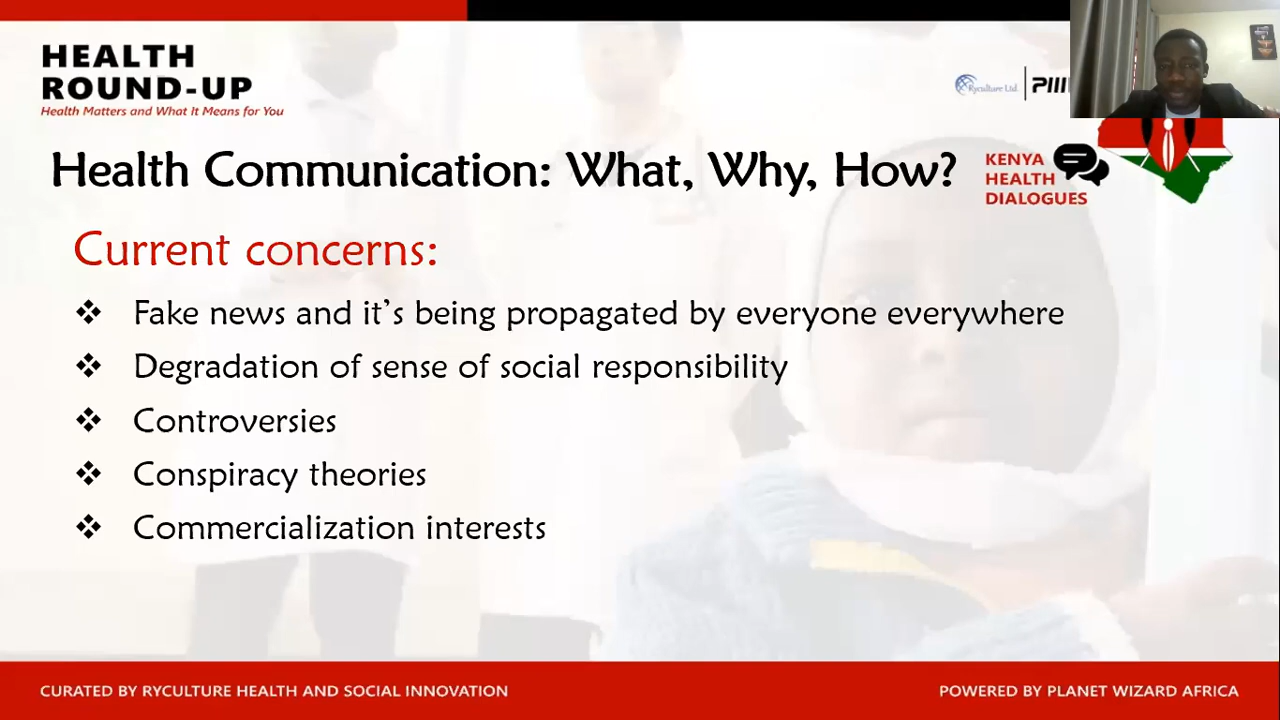 HEALTH
ROUND-UP
Health Matters and What it Means for You
Ryculture Ltd.
Health Communication: What, Why, How?
KENYA
HEALTH
DIALOGUES
Current concerns:
❖ Fake news and it’s being propagated by everyone everywhere
❖ Degradation of sense of social responsibility
❖ Controversies
❖ Conspiracy theories
❖ Commercialization interests
CURATED BY RYCULTURE HEALTH AND SOCIAL INNOVATION
POWERED BY PLANET WIZARD AFRICA